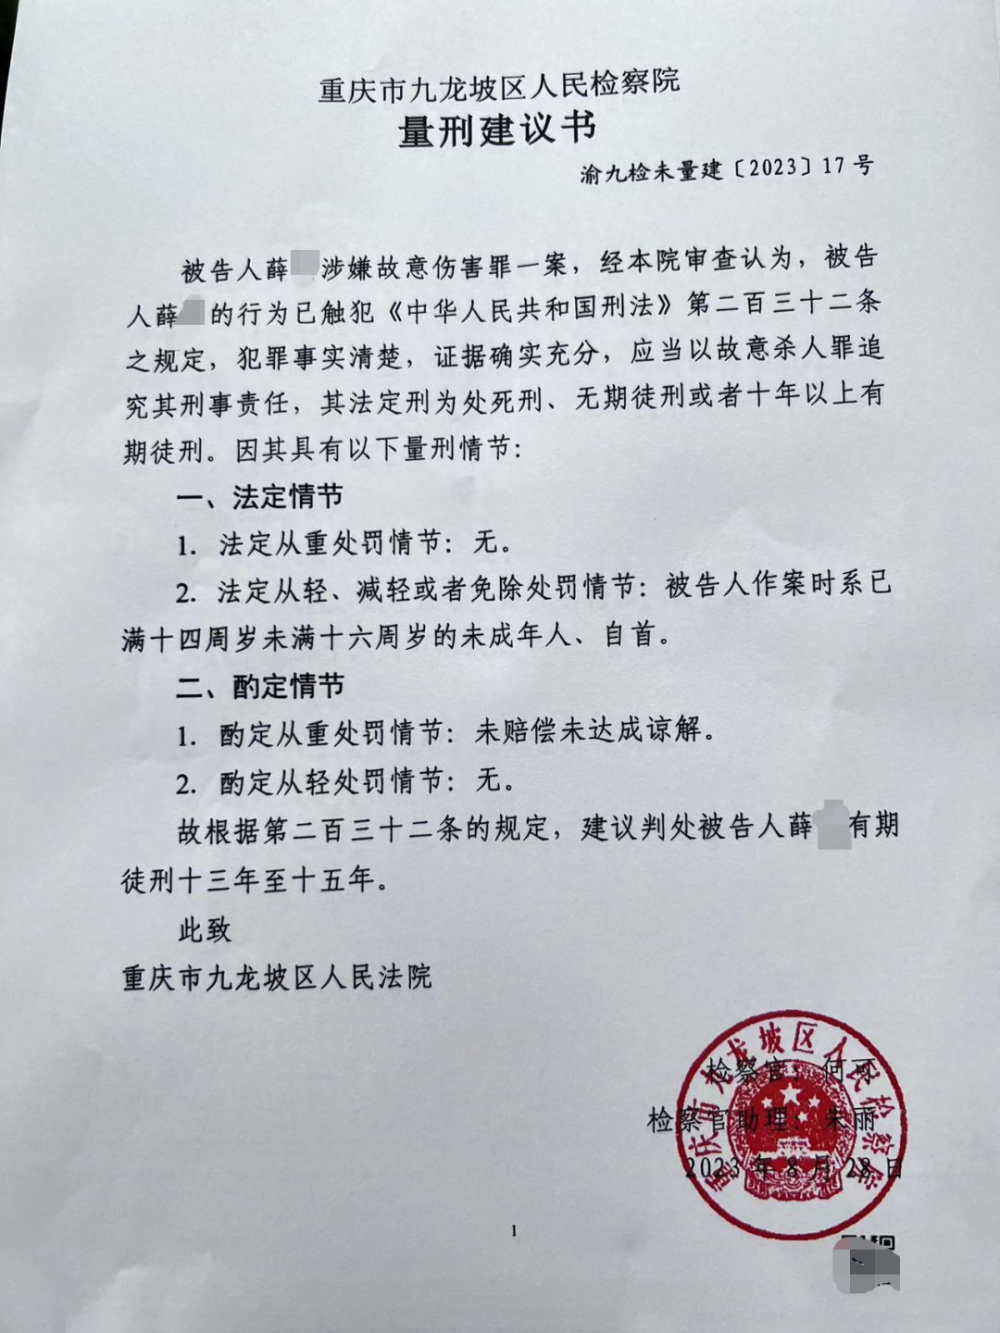 重庆市九龙坡区人民检察院
量刑建议书
渝九检未量建〔2023〕17号
被告人薛 涉嫌故意伤害罪一案，经本院审查认为，被告
人薛 的行为已触犯《中华人民共和国刑法》第二百三十二条
之规定，犯罪事实清楚，证据确实充分，应当以故意杀人罪追
究其刑事责任，其法定刑为处死刑、无期徒刑或者十年以上有
期徒刑。因其具有以下量刑情节：
一、法定情节
1. 法定从重处罚情节：无。
2. 法定从轻、减轻或者免除处罚情节：被告人作案时系已
满十四周岁未满十六周岁的未成年人、自首。
二、酌定情节
1. 酌定从重处罚情节：未赔偿未达成谅解。
2. 酌定从轻处罚情节：无。
故根据第二百三十二条的规定，建议判处被告人薛 有期
徒刑十三年至十五年。
此致
重庆市九龙坡区人民法院
检察官：何可
检察官助理：朱丽
2023年8月28日
重庆市九龙坡区人民检察院
1